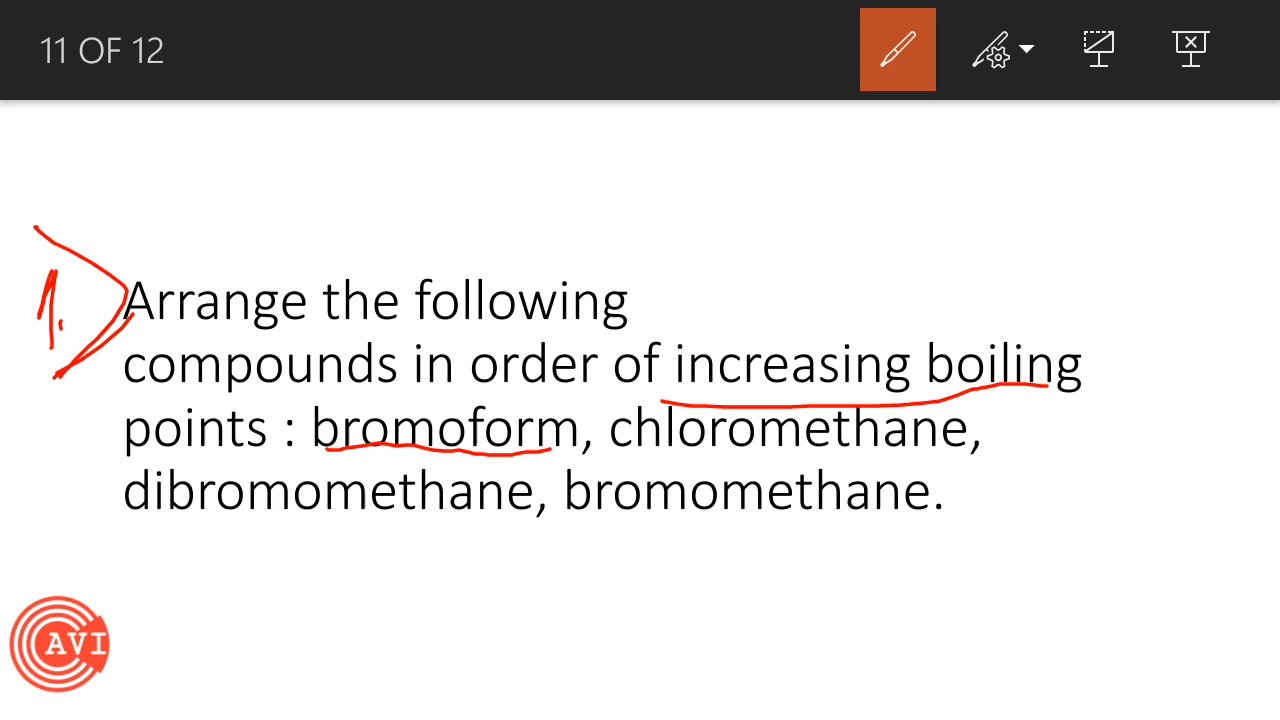 11 OF 12
1.
Arrange the following
compounds in order of increasing boiling
points : bromoform, chloromethane,
dibromomethane, bromomethane.
AVI